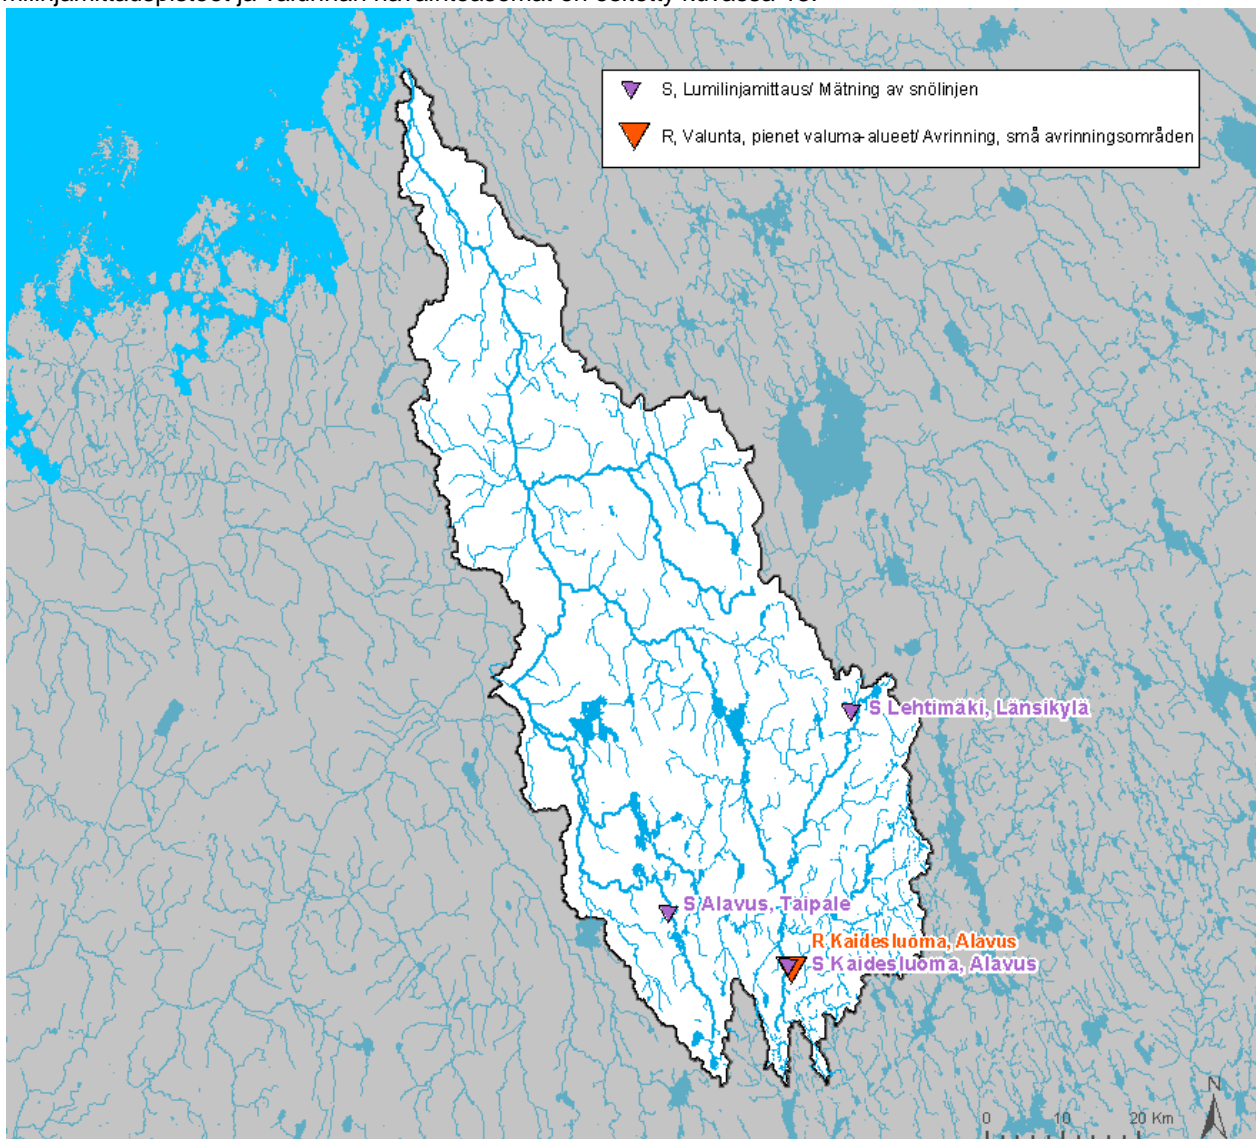 S, Lumilinjamittaus/ Mätning av snölinjen
R, Valunta, pienet valuma-alueet/ Avrinning, små avrinningsområden
S Lehtimäki, Länsikylä
S Alavus, Taipale
R Kaidesluoma, Alavus
S Kaidesluoma, Alavus
N
0 10 20 Km